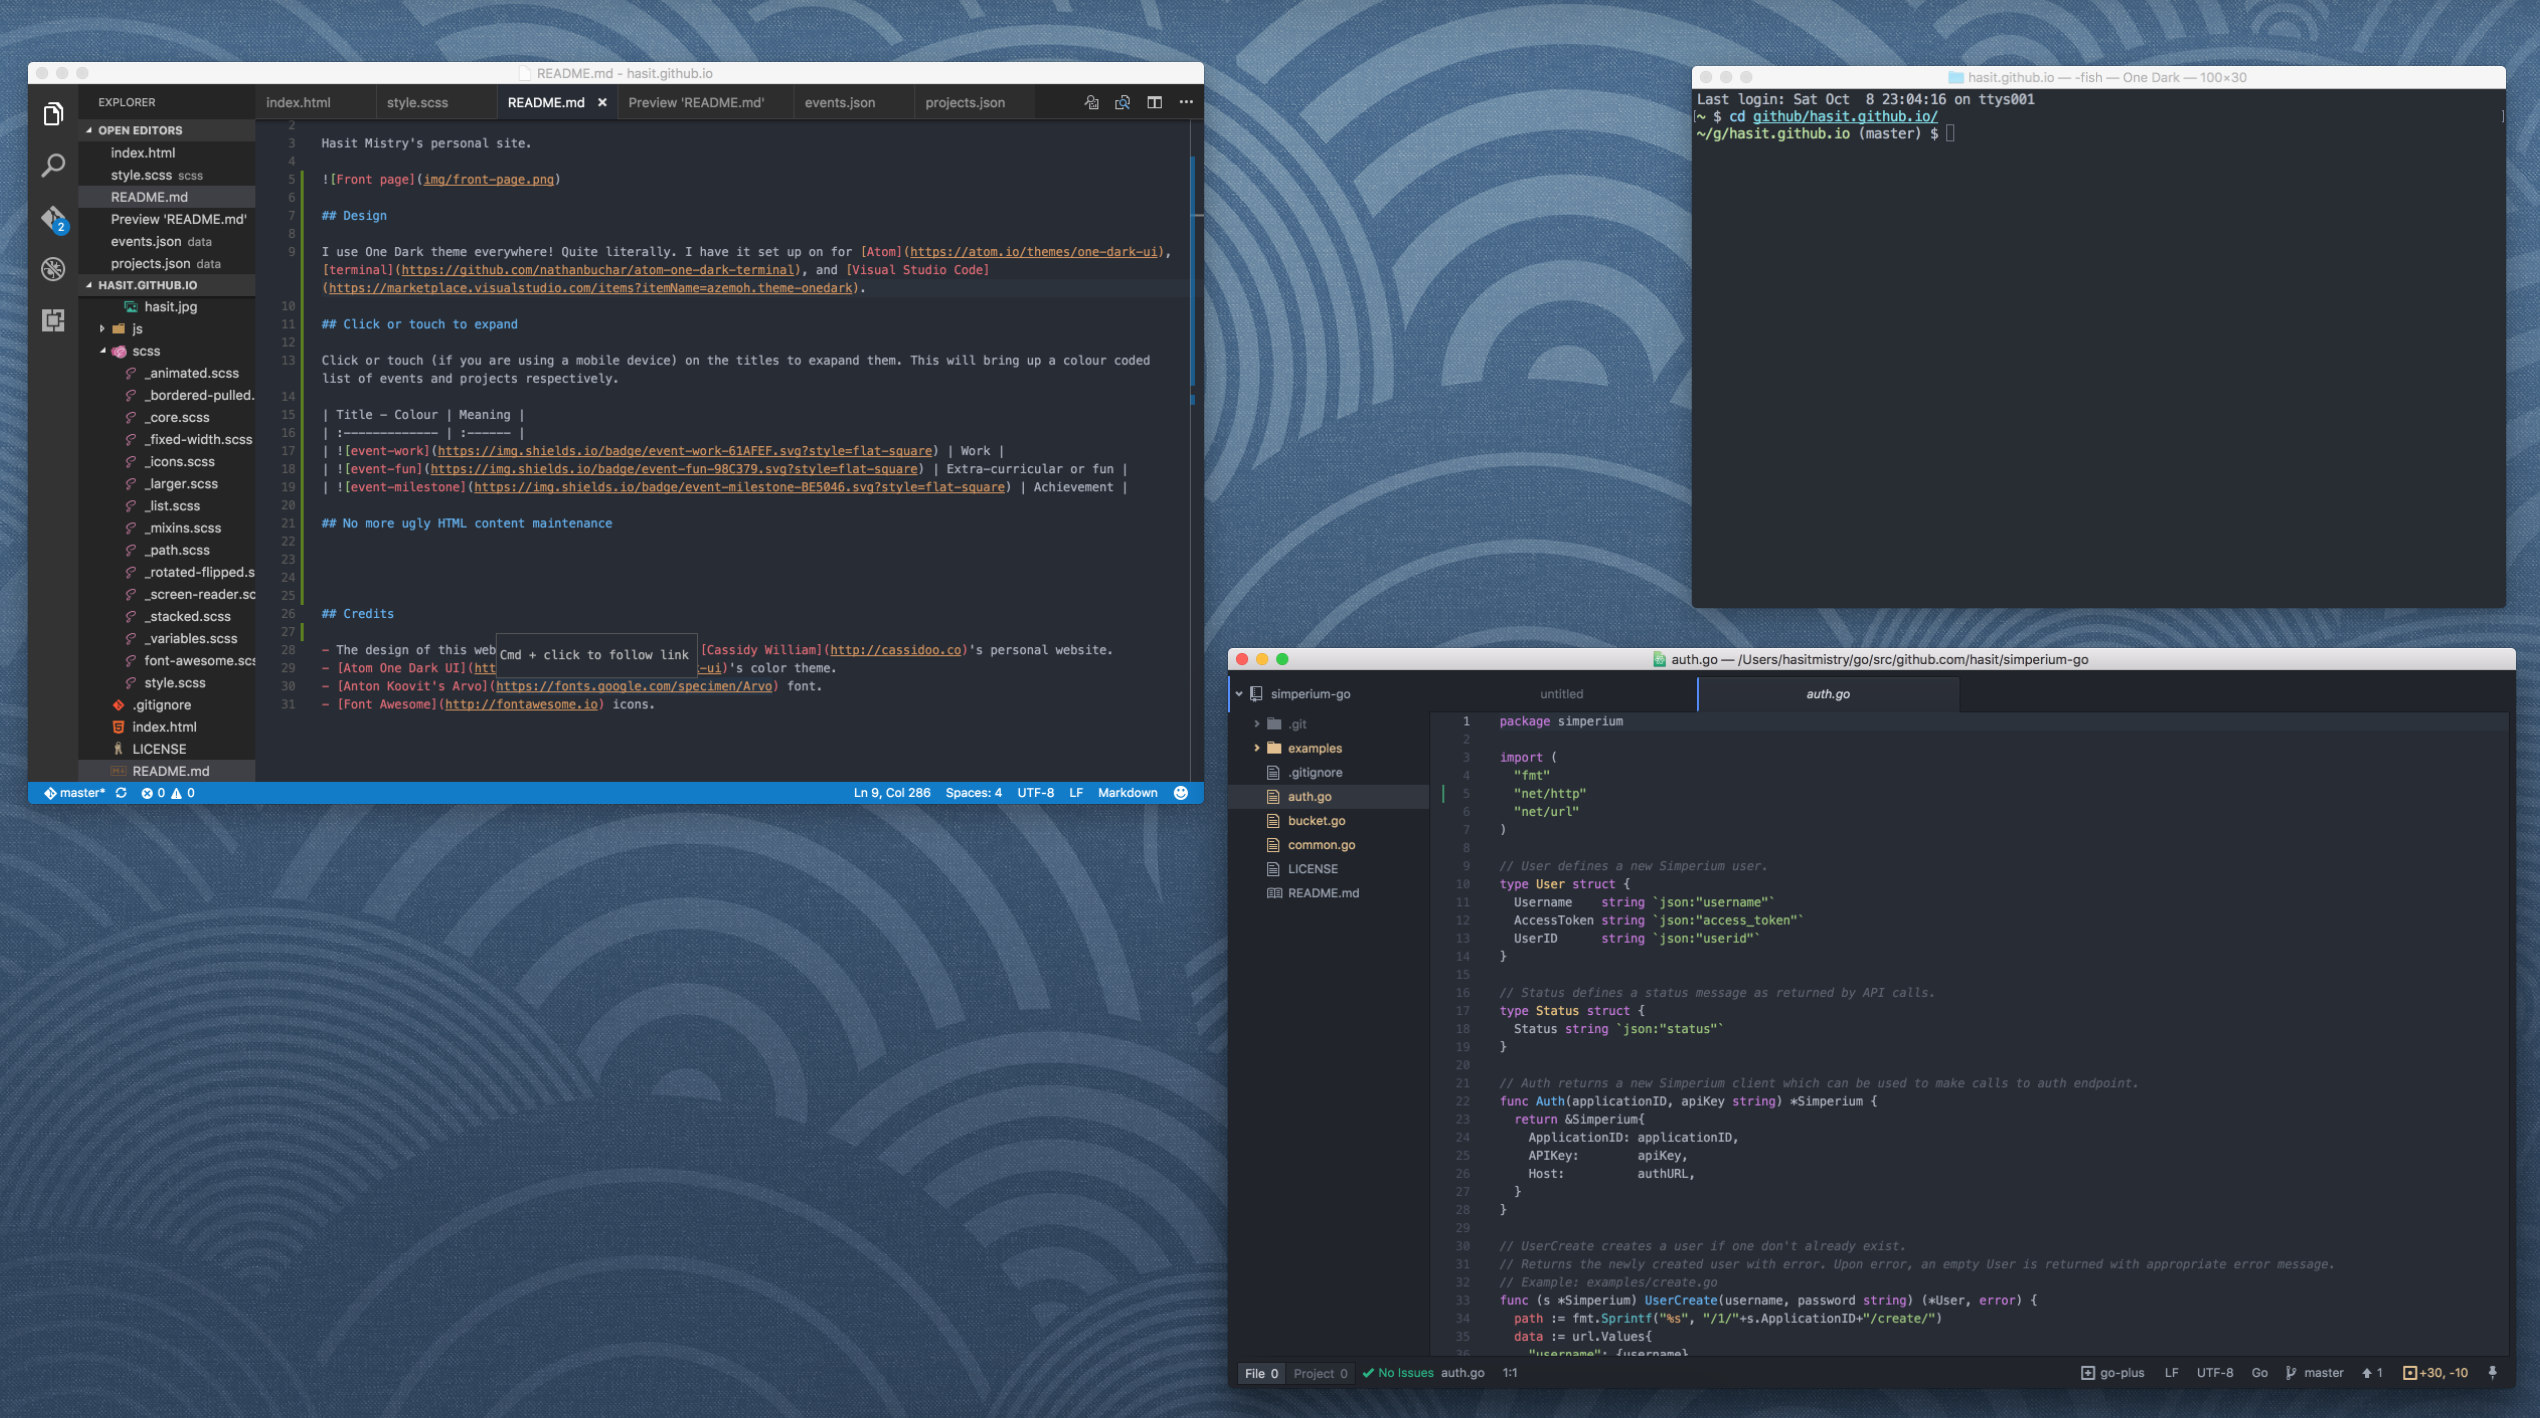 README.md - hasit.github.io
EXPLORER
index.html
style.scss
README.md
Preview 'README.md'
events.json
projects.json
OPEN EDITORS
index.html
style.scss scss
README.md
Preview 'README.md'
events.json data
projects.json data
HASIT.GITHUB.IO
hasit.jpg
js
scss
_animated.scss
_bordered-pulled.
_core.scss
_fixed-width.scss
_icons.scss
_larger.scss
_list.scss
_mixins.scss
_path.scss
_rotated-flipped.s
_screen-reader.sc
_stacked.scss
_variables.scss
font-awesome.scs
style.scss
.gitignore
index.html
LICENSE
README.md
2
2
3 Hasit Mistry's personal site.
4
5 ![Front page](img/front-page.png)
6
7 ## Design
8
9 I use One Dark theme everywhere! Quite literally. I have it set up on for [Atom](https://atom.io/themes/one-dark-ui),
[terminal](https://github.com/nathanbuchar/atom-one-dark-terminal), and [Visual Studio Code]
(https://marketplace.visualstudio.com/items?itemName=azemoh.theme-onedark).
10
11 ## Click or touch to expand
12
13 Click or touch (if you are using a mobile device) on the titles to exapand them. This will bring up a colour coded
list of events and projects respectively.
14
15 | Title - Colour | Meaning |
16 | :------------- | :------ |
17 | ![event-work](https://img.shields.io/badge/event-work-61AFEF.svg?style=flat-square) | Work |
18 | ![event-fun](https://img.shields.io/badge/event-fun-98C379.svg?style=flat-square) | Extra-curricular or fun |
19 | ![event-milestone](https://img.shields.io/badge/event-milestone-BE5046.svg?style=flat-square) | Achievement |
20
21 ## No more ugly HTML content maintenance
22
23
24
25
26 ## Credits
27
28 - The design of this web [Cassidy William](http://cassidoo.co)'s personal website.
Cmd + click to follow link
29 - [Atom One Dark UI](htt -ui)'s color theme.
30 - [Anton Koovit's Arvo](https://fonts.google.com/specimen/Arvo) font.
31 - [Font Awesome](http://fontawesome.io) icons.
master* 0 0 Ln 9, Col 286 Spaces: 4 UTF-8 LF Markdown
hasit.github.io — -fish — One Dark — 100×30
Last login: Sat Oct 8 23:04:16 on ttys001
[~ $ cd github/hasit.github.io/ ]
~/g/hasit.github.io (master) $
auth.go — /Users/hasitmistry/go/src/github.com/hasit/simperium-go
simperium-go
untitled
auth.go
.git
examples
.gitignore
auth.go
bucket.go
common.go
LICENSE
README.md
1 package simperium
2
3 import (
4 "fmt"
5 "net/http"
6 "net/url"
7 )
8
9 // User defines a new Simperium user.
10 type User struct {
11 Username string `json:"username"`
12 AccessToken string `json:"access_token"`
13 UserID string `json:"userid"`
14 }
15
16 // Status defines a status message as returned by API calls.
17 type Status struct {
18 Status string `json:"status"`
19 }
20
21 // Auth returns a new Simperium client which can be used to make calls to auth endpoint.
22 func Auth(applicationID, apiKey string) *Simperium {
23 return &Simperium{
24 ApplicationID: applicationID,
25 APIKey: apiKey,
26 Host: authURL,
27 }
28 }
29
30 // UserCreate creates a user if one don't already exist.
31 // Returns the newly created user with error. Upon error, an empty User is returned with appropriate error message.
32 // Example: examples/create.go
33 func (s *Simperium) UserCreate(username, password string) (*User, error) {
34 path := fmt.Sprintf("%s", "/1/"+s.ApplicationID+"/create/")
35 data := url.Values{
36 "username": {username},
File 0 Project 0 No Issues auth.go 1:1 go-plus LF UTF-8 Go master 1 +30, -10